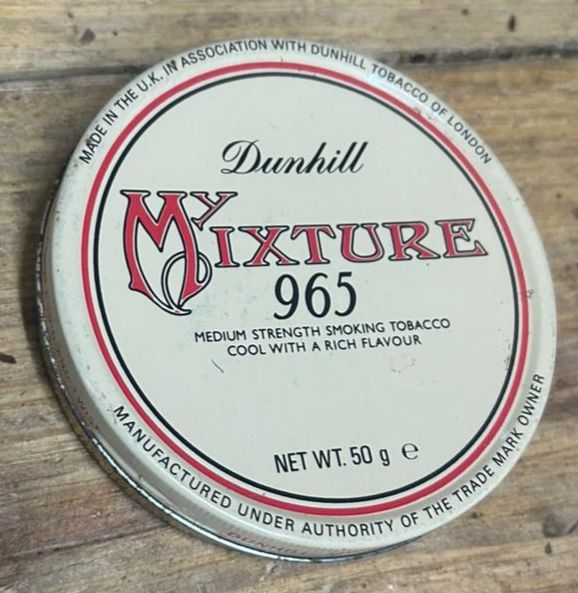 MADE IN THE U.K. IN ASSOCIATION WITH DUNHILL TOBACCO OF LONDON
Dunhill
My MIXTURE
965
MEDIUM STRENGTH SMOKING TOBACCO
COOL WITH A RICH FLAVOUR
NET WT. 50 g e
MANUFACTURED UNDER AUTHORITY OF THE TRADE MARK OWNER